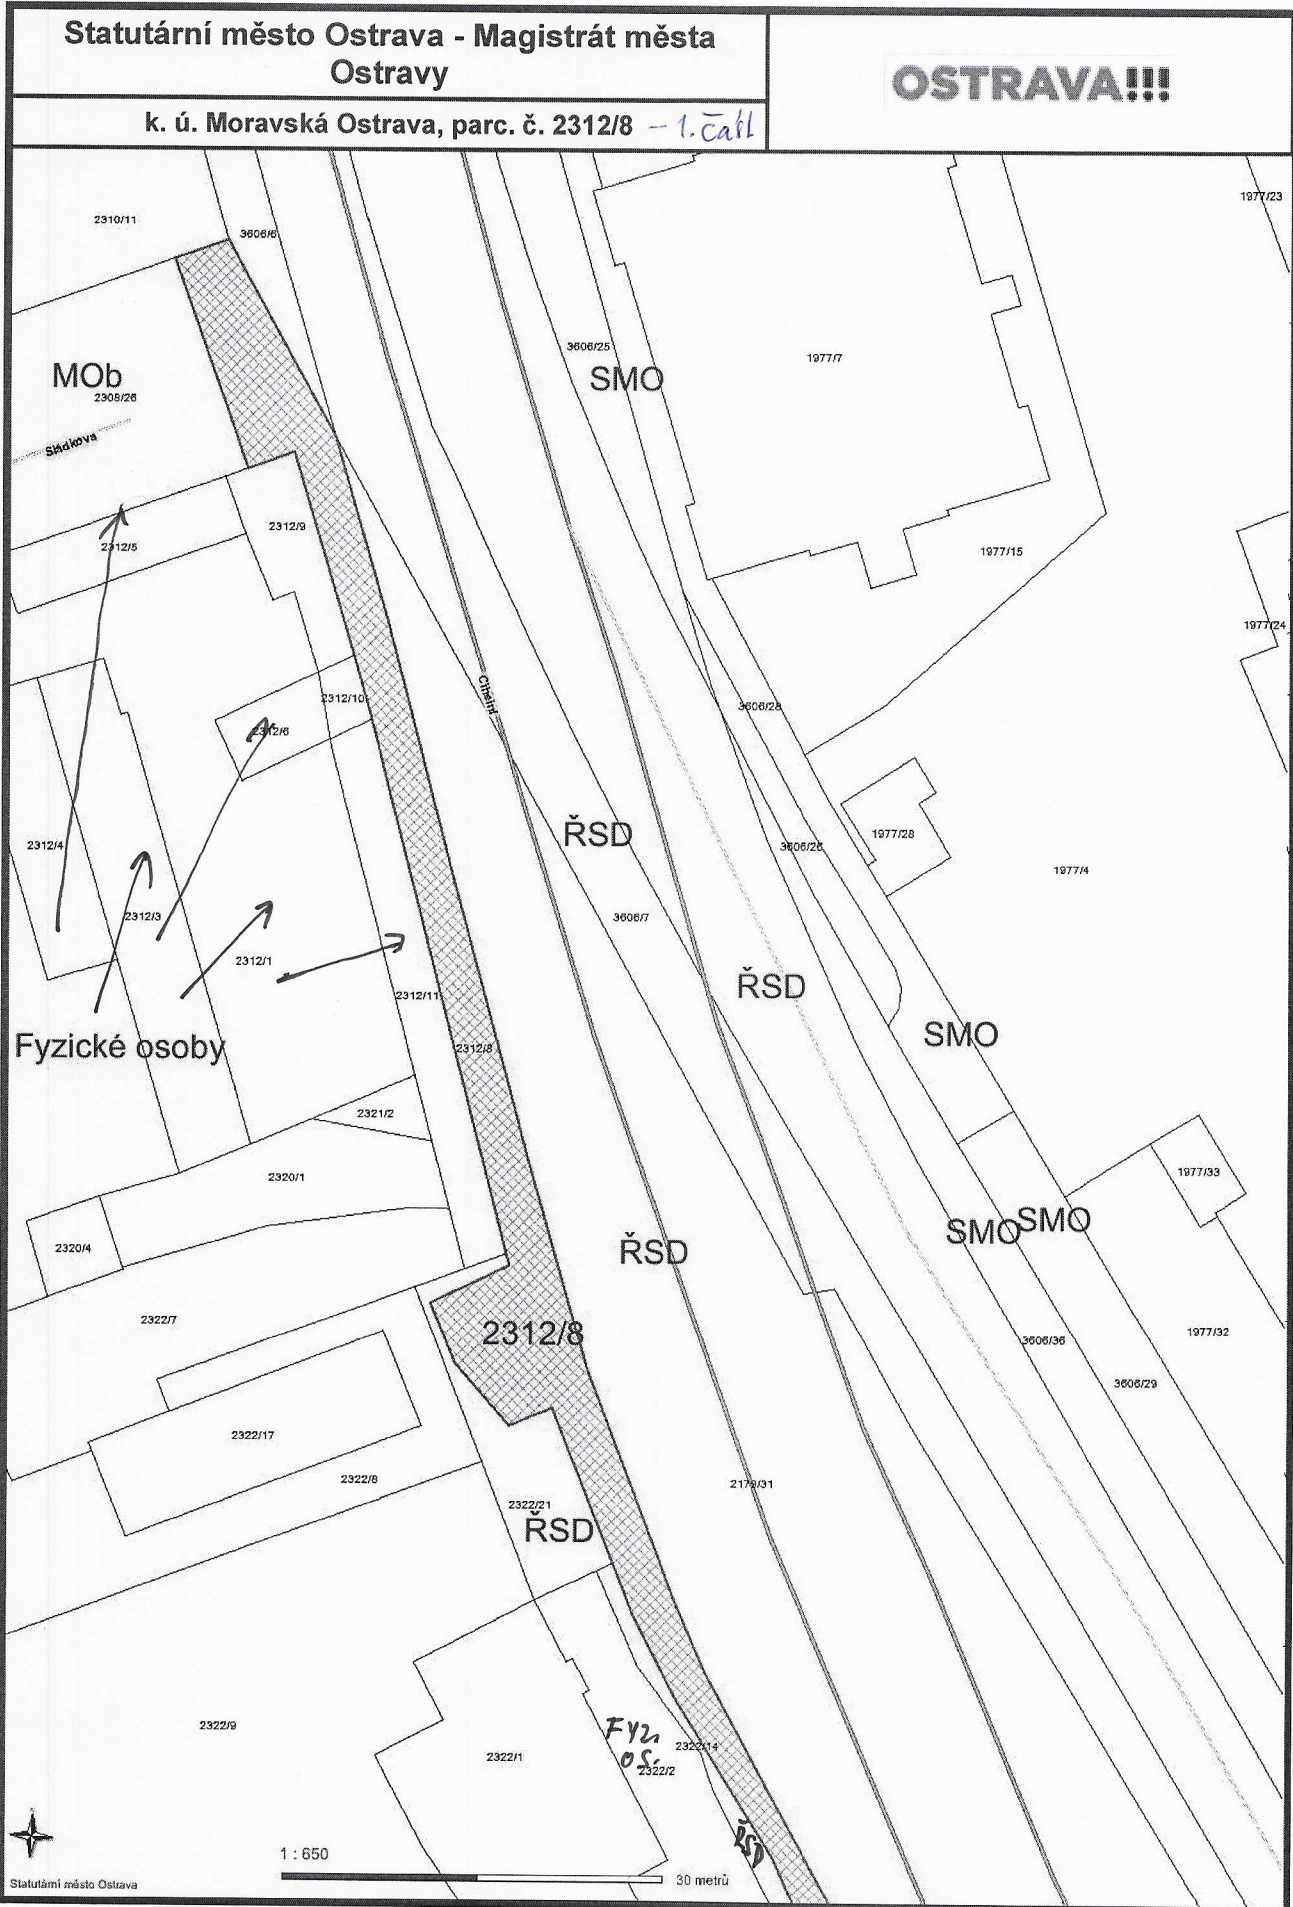 Statutární město Ostrava - Magistrát města
Ostravy
OSTRAVA!!!
k. ú. Moravská Ostrava, parc. č. 2312/8 – 1. část
2310/11
3606/6
1977/23
3606/25
SMO
1977/7
MOb
2308/26
Sládkova
2312/9
2312/5
1977/15
1977/24
2312/10
2312/6
Cihelní
3606/28
2312/4
ŘSD
3606/26
1977/28
1977/4
2312/3
3606/7
2312/1
2312/11
ŘSD
SMO
Fyzické osoby
2312/8
2321/2
2320/1
1977/33
2320/4
ŘSD
SMO
SMO
2322/7
2312/8
3606/36
1977/32
3606/29
2322/17
2322/8
2179/31
2322/21
ŘSD
2322/9
2322/1
Fyz.
os.
2322/14
2322/2
ŘSD
1 : 650
30 metrů
Statutární město Ostrava